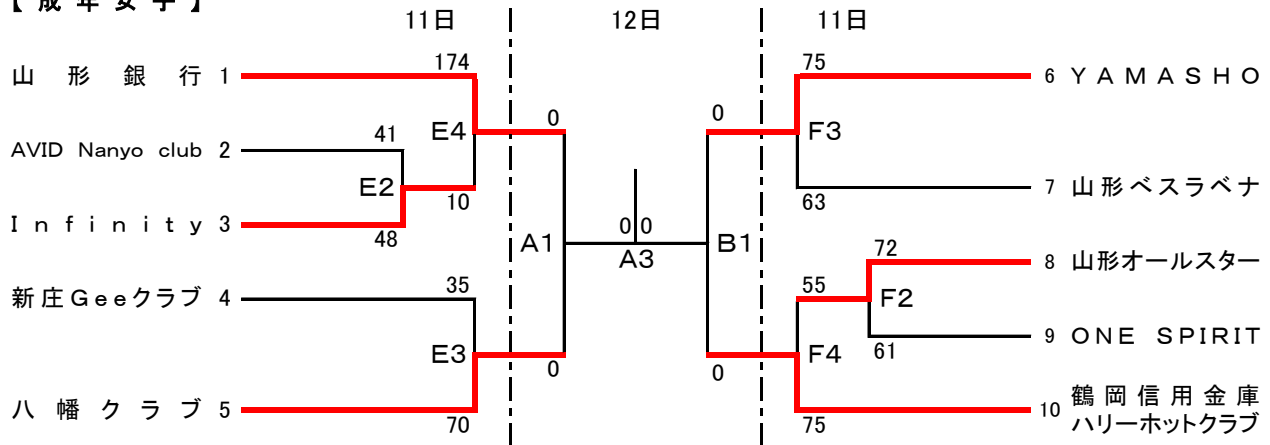 【 成 年 女 子 】
11日
12日
11日
山形銀行 1
174
75
6 YAMASHO
0
0
E4
F3
AVID Nanyo club 2
41
E2
10
63
7 山形ベスラベナ
Infinity 3
48
A1
0 0
A3
B1
72
8 山形オールスター
新庄Geeクラブ 4
35
55
F2
9 ONE SPIRIT
61
E3
F4
0
0
八幡クラブ 5
70
75
10 鶴岡信用金庫
ハリーホットクラブ